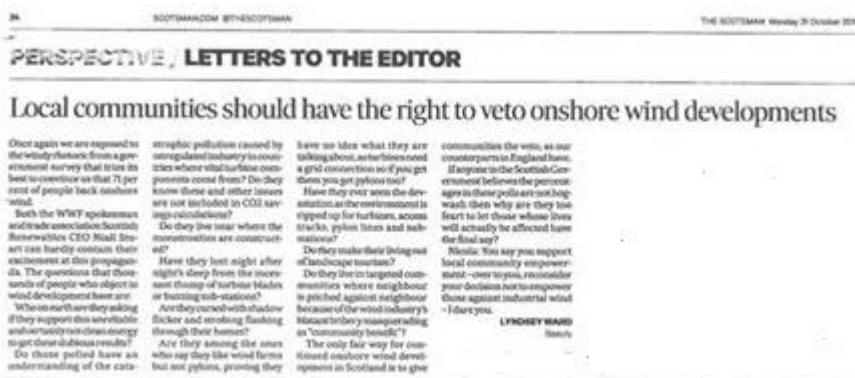 34
SCOTSMAN.COM @THESCOTSMAN
THE SCOTSMAN Monday 31 October
PERSPECTIVE / LETTERS TO THE EDITOR
Local communities should have the right to veto onshore wind developments
Once again we are exposed to
the windy rhetoric from a gov-
ernment survey that tries its
best to convince us that 71 per
cent of people back onshore
wind.
Both the WWF spokesman
and trade association Scottish
Renewables CEO Niall Stu-
art can hardly contain their
excitement at this propagan-
da. The questions that thou-
sands of people who object to
wind development have are:
Who on earth are they asking
if they support this unreliable
and certainly not clean energy
to get these dubious results?
Do those polled have an
understanding of the cata-
strophic pollution caused by
unregulated industry in coun-
tries where vital turbine com-
ponents come from? Do they
know these and other issues
are not included in CO2 sav-
ings calculations?
Do they live near where the
monstrosities are construct-
ed?
Have they lost night after
night's sleep from the inces-
sant thump of turbine blades
or buzzing sub-stations?
Are they cursed with shadow
flicker and strobing flashing
through their homes?
Are they among the ones
who say they like wind farms
but not pylons, proving they
have no idea what they are
talking about, as turbines need
a grid connection so if you get
them you get pylons too?
Have they ever seen the dev-
astation as the environment is
ripped up for turbines, access
tracks, pylon lines and sub-
stations?
Do they make their living out
of landscape tourism?
Do they live in targeted com-
munities where neighbour
is pitched against neighbour
because of the wind industry's
blatant bribery masquerading
as "community benefit"?
The only fair way for con-
tinued onshore wind devel-
opment in Scotland is to give
communities the veto, as our
counterparts in England have.
If anyone in the Scottish Gov-
ernment believes the percent-
ages in these polls are not hog-
wash then why are they too
feart to let those whose lives
will actually be affected have
the final say?
Nicola: You say you support
local community empower-
ment – over to you, reconsider
your decision not to empower
those against industrial wind
– I dare you.
LYNDSEY WARD
Beauly